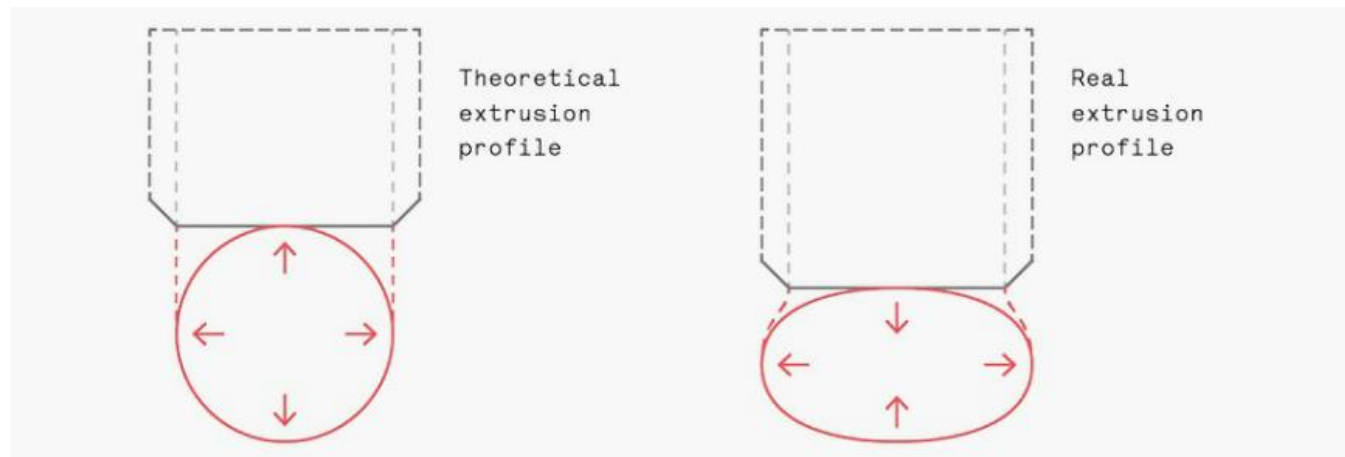 Theoretical
extrusion
profile
Real
extrusion
profile